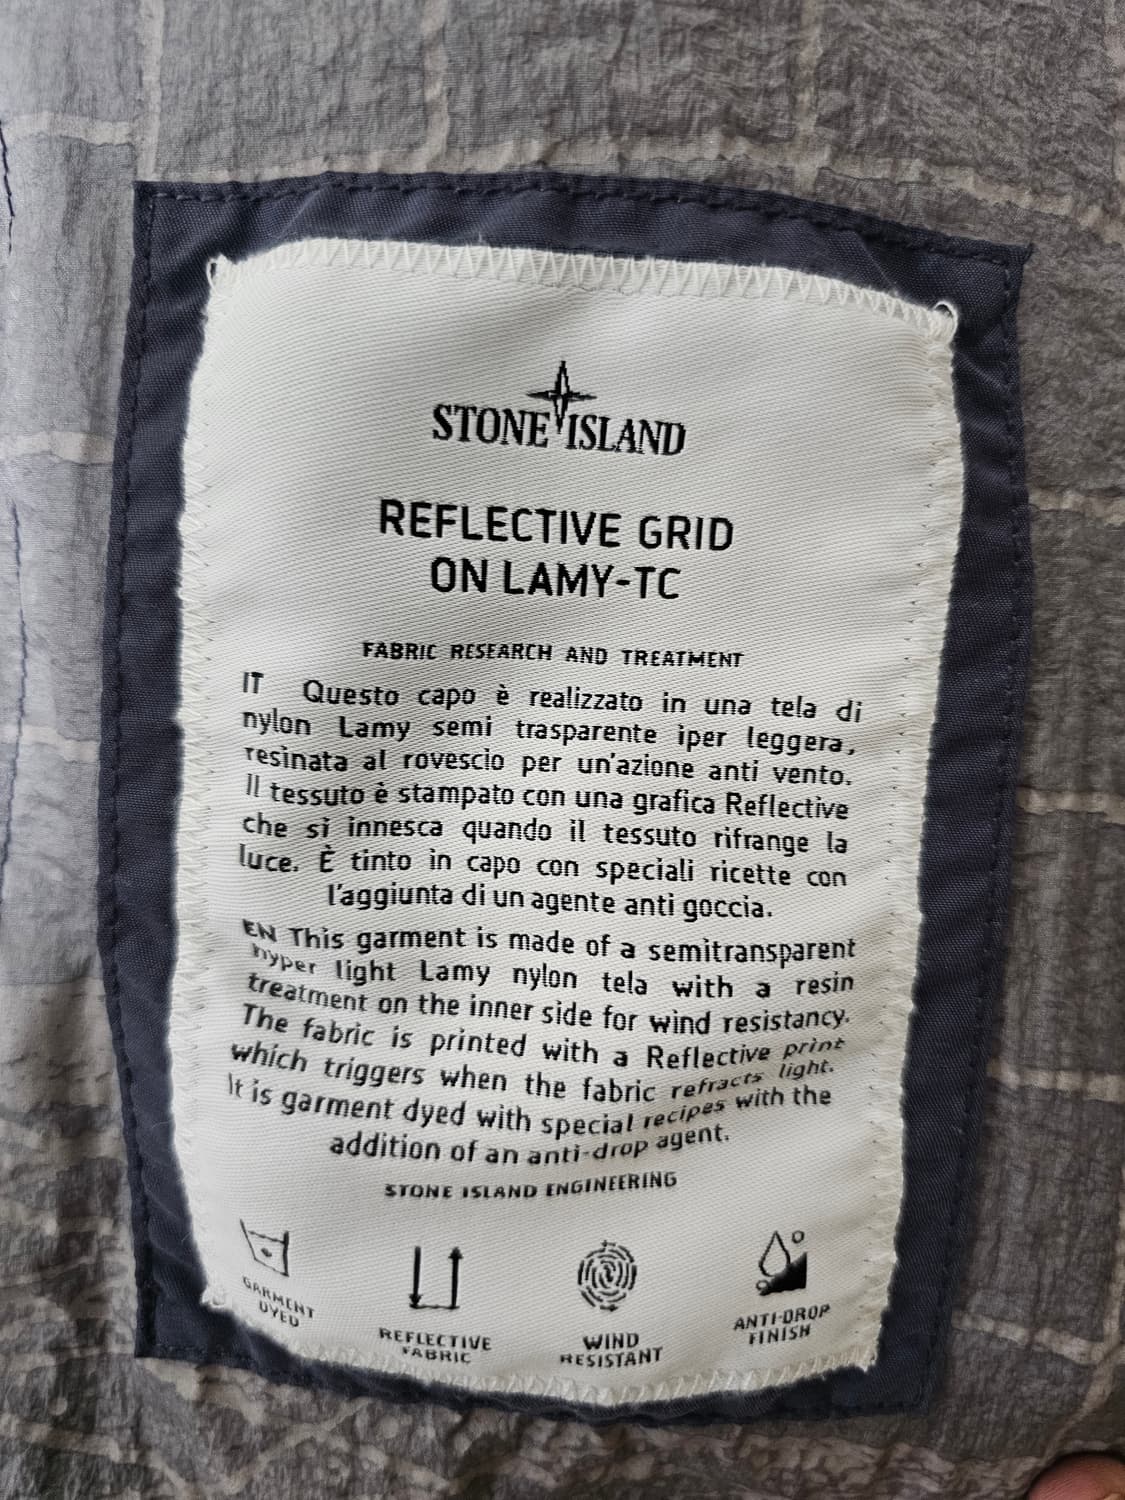 STONE ISLAND
REFLECTIVE GRID
ON LAMY-TC
FABRIC RESEARCH AND TREATMENT
IT Questo capo è realizzato in una tela di
nylon Lamy semi trasparente iper leggera,
resinata al rovescio per un'azione anti vento.
Il tessuto è stampato con una grafica Reflective
che si innesca quando il tessuto rifrange la
luce. È tinto in capo con speciali ricette con
l'aggiunta di un agente anti goccia.
EN This garment is made of a semitransparent
hyper light Lamy nylon tela with a resin
treatment on the inner side for wind resistancy.
The fabric is printed with a Reflective print
which triggers when the fabric refracts light.
It is garment dyed with special recipes with the
addition of an anti-drop agent.
STONE ISLAND ENGINEERING
GARMENT
DYED
REFLECTIVE
FABRIC
WIND
RESISTANT
ANTI-DROP
FINISH